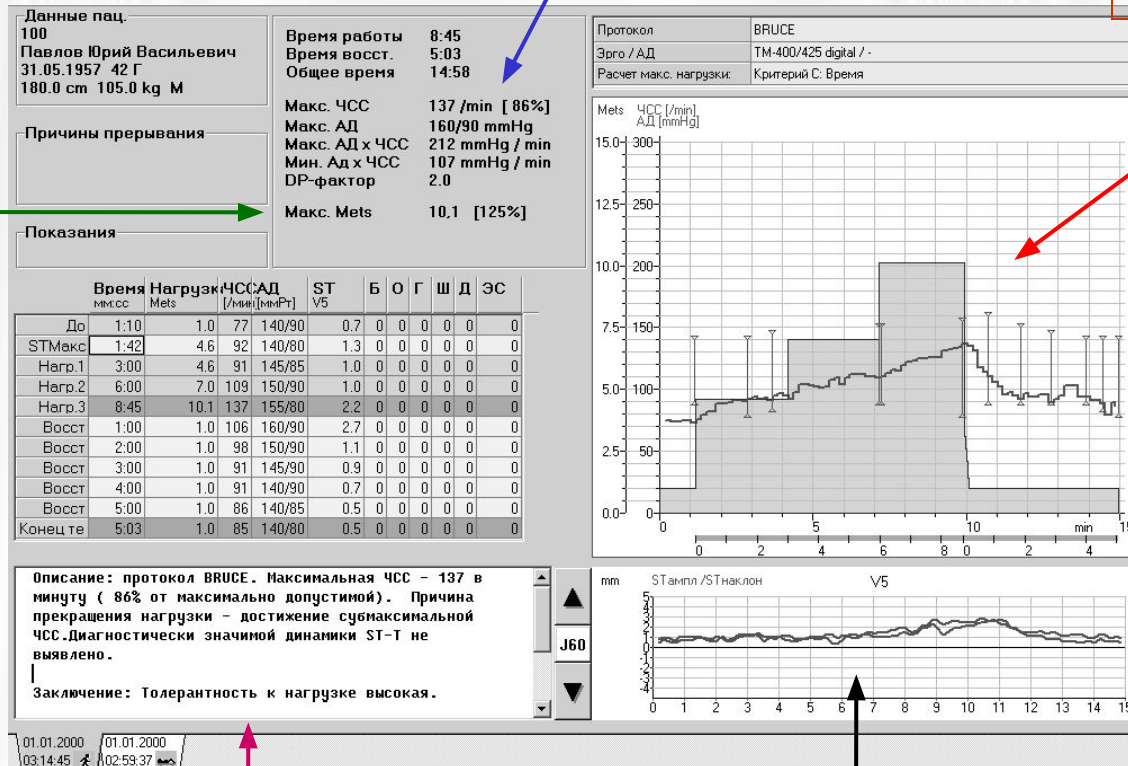 Данные пац.
100
Павлов Юрий Васильевич
31.05.1957 42 Г
180.0 cm 105.0 kg M
Причины прерывания
Показания
Время работы 8:45
Время восст. 5:03
Общее время 14:58
Макс. ЧСС 137 /min [ 86%]
Макс. АД 160/90 mmHg
Макс. АД x ЧСС 212 mmHg / min
Мин. Ад x ЧСС 107 mmHg / min
DP-фактор 2.0
Макс. Mets 10,1 [125%]
Протокол BRUCE
Эрго / АД TM-400/425 digital / -
Расчет макс. нагрузки: Критерий С: Время
Mets ЧСС [/min]
АД [mmHg]
15.0 300
12.5 250
10.0 200
7.5 150
5.0 100
2.5 50
0.0 0
0 5 10 min 15
0 2 4 6 8 0 2 4
Время Нагрузк ЧСС АД ST Б О Г Ш Д ЭС
мм:сс Mets [/мин [ммРт] V5
До 1:10 1.0 77 140/90 0.7 0 0 0 0 0 0
STМакс 1:42 4.6 92 140/80 1.3 0 0 0 0 0 0
Нагр.1 3:00 4.6 91 145/85 1.0 0 0 0 0 0 0
Нагр.2 6:00 7.0 109 150/90 1.0 0 0 0 0 0 0
Нагр.3 8:45 10.1 137 155/80 2.2 0 0 0 0 0 0
Восст 1:00 1.0 106 160/90 2.7 0 0 0 0 0 0
Восст 2:00 1.0 98 150/90 1.1 0 0 0 0 0 0
Восст 3:00 1.0 91 145/90 0.9 0 0 0 0 0 0
Восст 4:00 1.0 91 140/90 0.7 0 0 0 0 0 0
Восст 5:00 1.0 86 140/85 0.5 0 0 0 0 0 0
Конец те 5:03 1.0 85 140/80 0.5 0 0 0 0 0 0
Описание: протокол BRUCE. Максимальная ЧСС - 137 в
минуту ( 86% от максимально допустимой). Причина
прекращения нагрузки - достижение субмаксимальной
ЧСС.Диагностически значимой динамики ST-T не
выявлено.
Заключение: Толерантность к нагрузке высокая.
J60
mm STампл /STнаклон V5
5
4
3
2
1
0
-1
-2
-3
-4
0 1 2 3 4 5 6 7 8 9 10 11 12 13 14 15
01.01.2000 01.01.2000
03:14:45 02:59:37